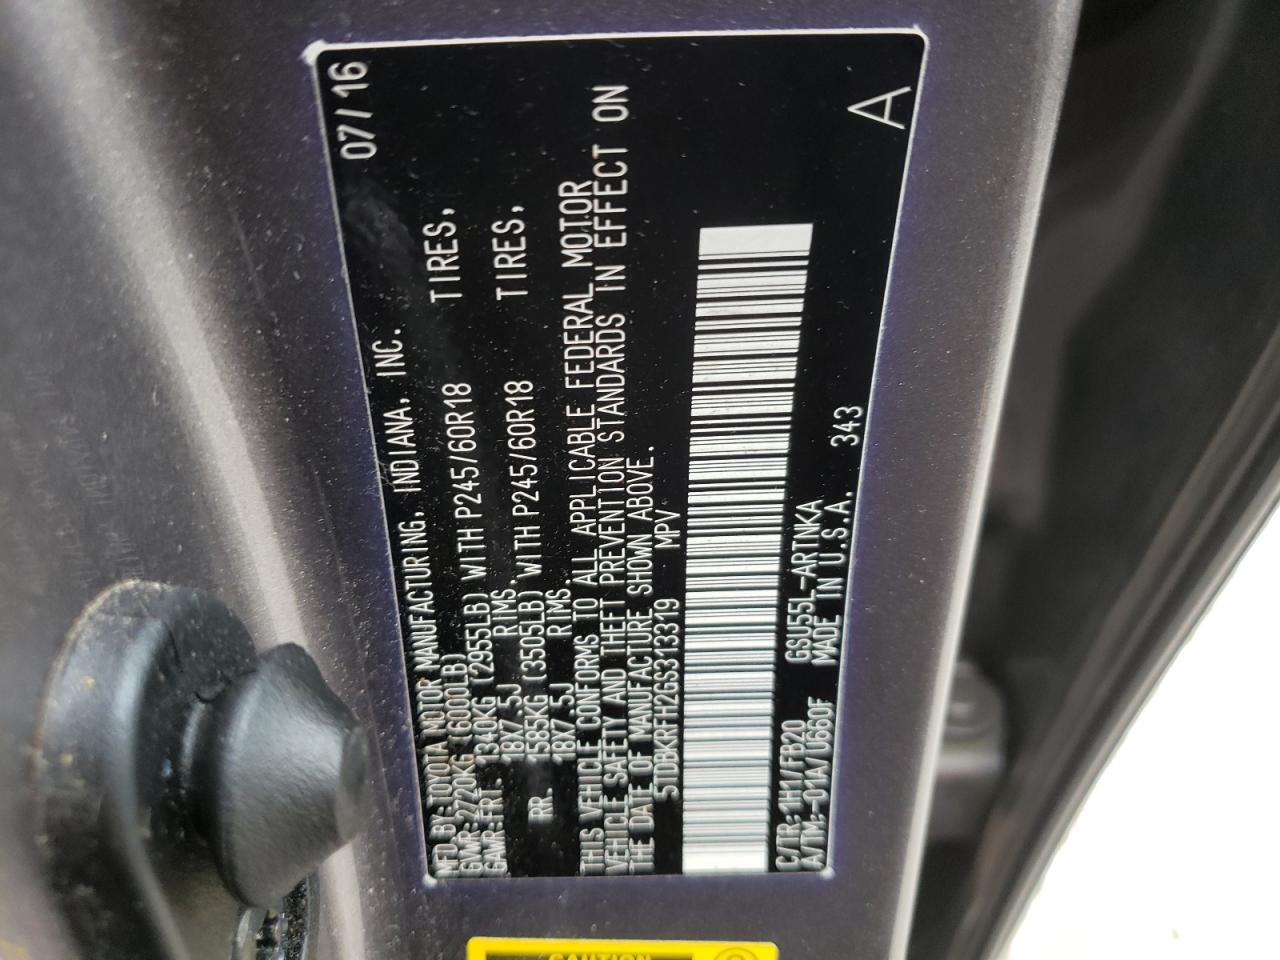 07/16
MFD BY: TOYOTA MOTOR MANUFACTURING, INDIANA, INC.
GVWR: 2720KG (6000LB)
GAWR: FRT. 1340KG (2955LB) WITH P245/60R18 TIRES,
18X7.5J RIMS.
RR. 1585KG (3505LB) WITH P245/60R18 TIRES,
18X7.5J RIMS.
THIS VEHICLE CONFORMS TO ALL APPLICABLE FEDERAL MOTOR
VEHICLE SAFETY AND THEFT PREVENTION STANDARDS IN EFFECT ON
THE DATE OF MANUFACTURE SHOWN ABOVE.
5TDBKRFH2GS313319 MPV
C/TR: 1H1/FB20 GSU55L-ARTNKA
A/TM:-01A/U660F MADE IN U.S.A. 343
A
CAUTION